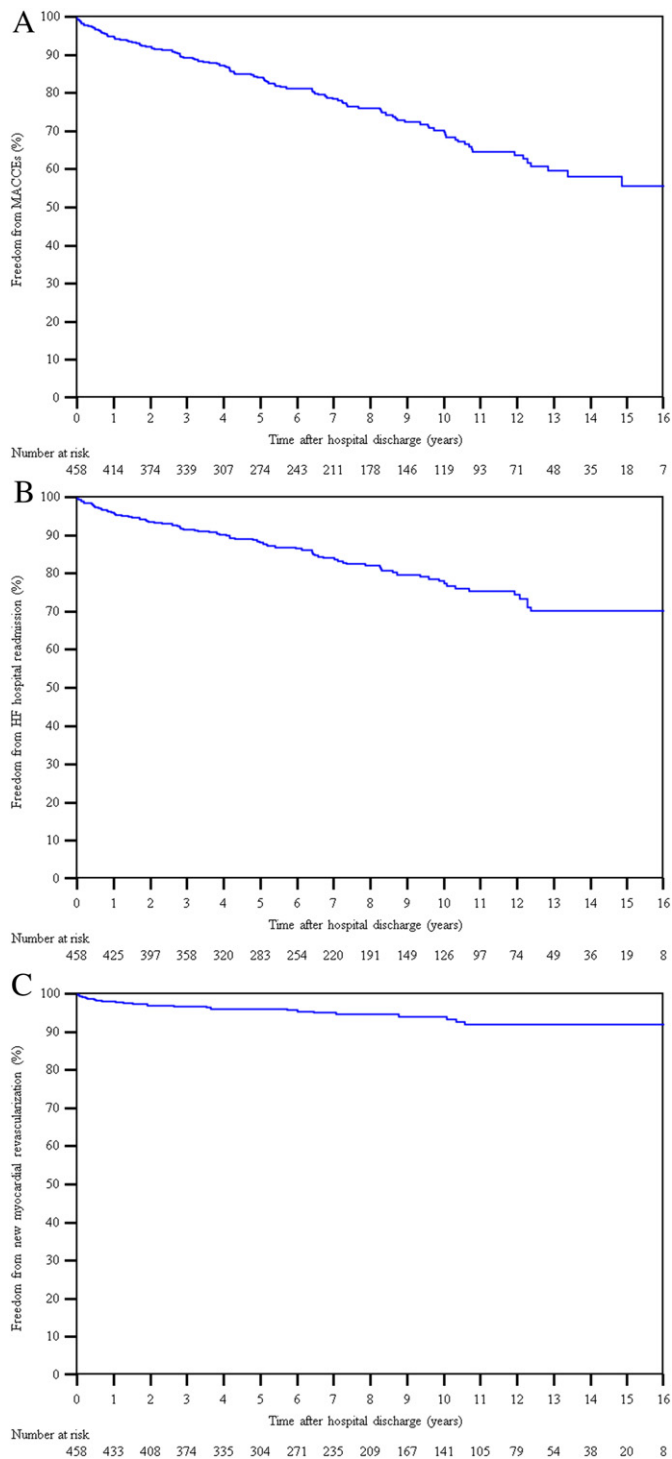 A
Freedom from MACCEs (%)
100
90
80
70
60
50
40
30
20
10
0
0 1 2 3 4 5 6 7 8 9 10 11 12 13 14 15 16
Time after hospital discharge (years)
Number at risk
458 414 374 339 307 274 243 211 178 146 119 93 71 48 35 18 7
B
Freedom from HF hospital readmission (%)
100
90
80
70
60
50
40
30
20
10
0
0 1 2 3 4 5 6 7 8 9 10 11 12 13 14 15 16
Time after hospital discharge (years)
Number at risk
458 425 397 358 320 283 254 220 191 149 126 97 74 49 36 19 8
C
Freedom from new myocardial revascularization (%)
100
90
80
70
60
50
40
30
20
10
0
0 1 2 3 4 5 6 7 8 9 10 11 12 13 14 15 16
Time after hospital discharge (years)
Number at risk
458 433 408 374 335 304 271 235 209 167 141 105 79 54 38 20 8